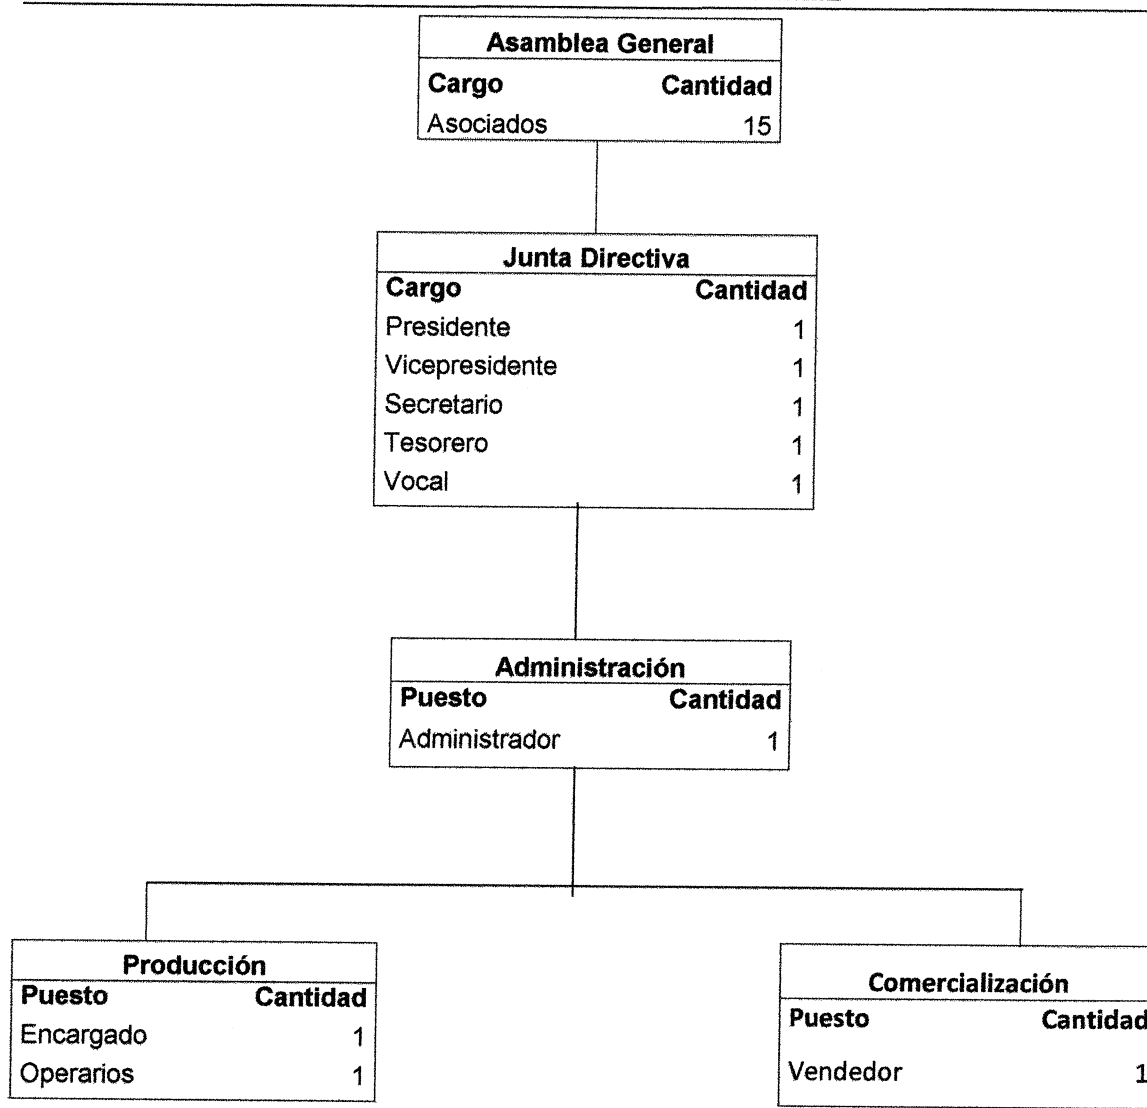 Asamblea General
Cargo Cantidad
Asociados 15
Junta Directiva
Cargo Cantidad
Presidente 1
Vicepresidente 1
Secretario 1
Tesorero 1
Vocal 1
Administración
Puesto Cantidad
Administrador 1
Producción
Puesto Cantidad
Encargado 1
Operarios 1
Comercialización
Puesto Cantidad
Vendedor 1